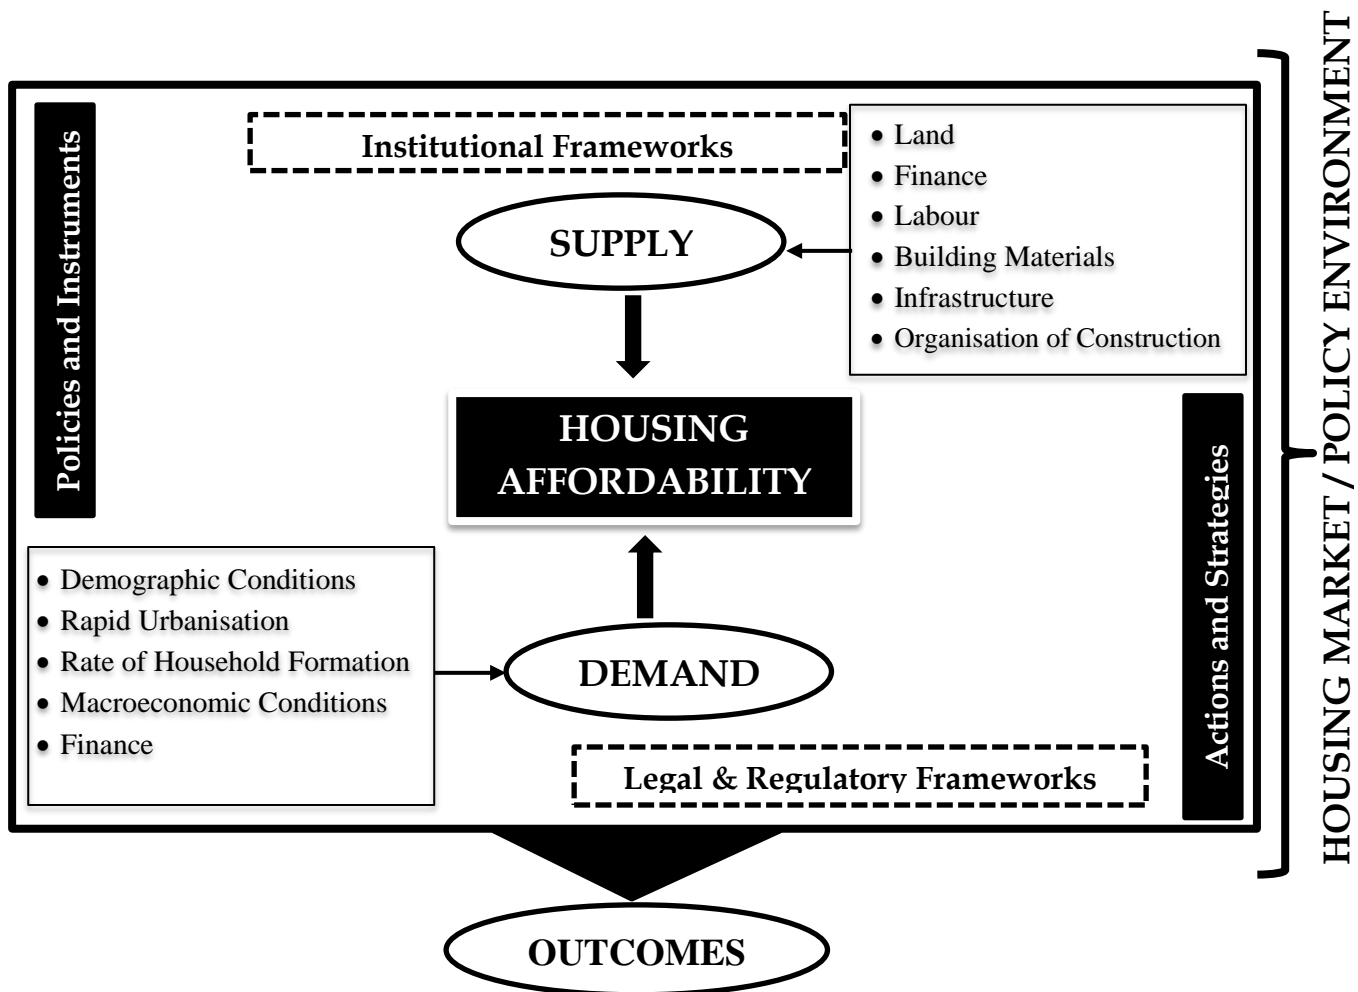 Institutional Frameworks
Policies and Instruments
SUPPLY
• Land
• Finance
• Labour
• Building Materials
• Infrastructure
• Organisation of Construction
HOUSING
AFFORDABILITY
• Demographic Conditions
• Rapid Urbanisation
• Rate of Household Formation
• Macroeconomic Conditions
• Finance
DEMAND
Legal & Regulatory Frameworks
Actions and Strategies
HOUSING MARKET / POLICY ENVIRONMENT
OUTCOMES